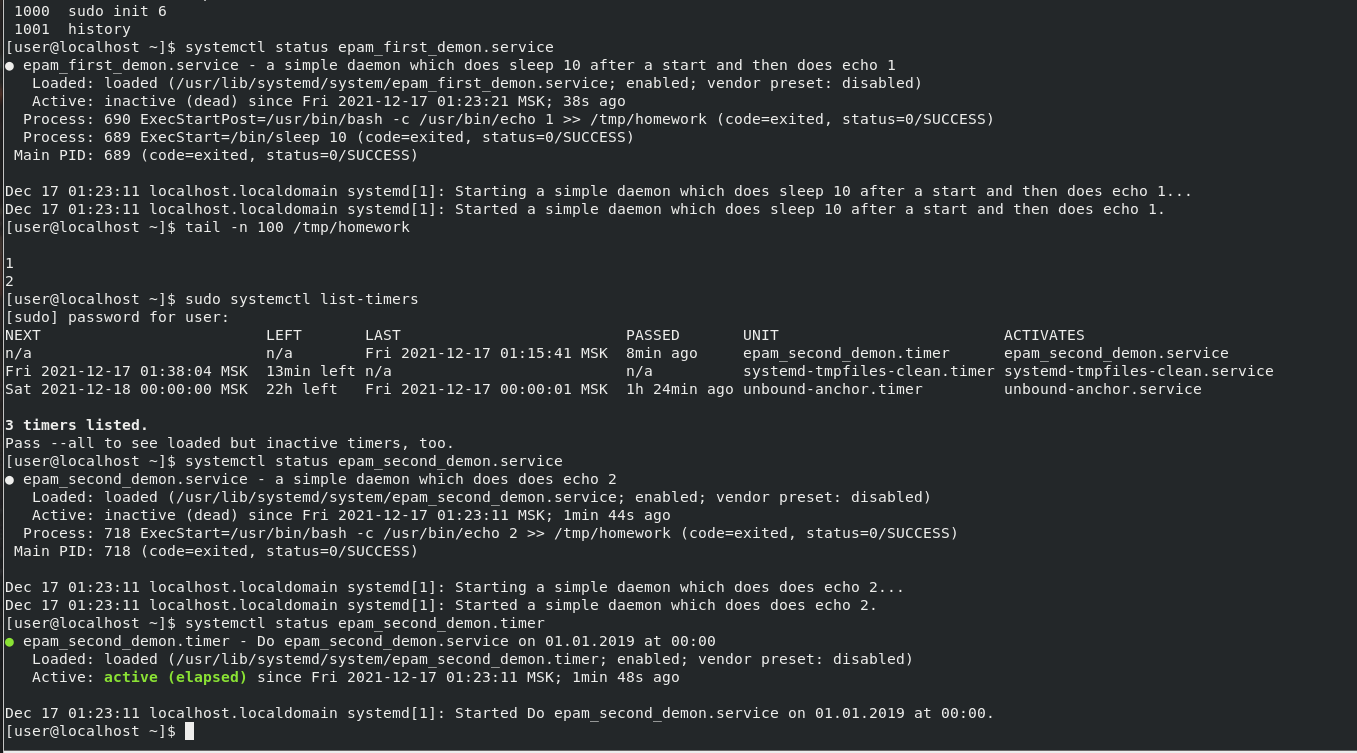 1000  sudo init 6
 1001  history
[user@localhost ~]$ systemctl status epam_first_demon.service
● epam_first_demon.service - a simple daemon which does sleep 10 after a start and then does echo 1
   Loaded: loaded (/usr/lib/systemd/system/epam_first_demon.service; enabled; vendor preset: disabled)
   Active: inactive (dead) since Fri 2021-12-17 01:23:21 MSK; 38s ago
  Process: 690 ExecStartPost=/usr/bin/bash -c /usr/bin/echo 1 >> /tmp/homework (code=exited, status=0/SUCCESS)
  Process: 689 ExecStart=/bin/sleep 10 (code=exited, status=0/SUCCESS)
 Main PID: 689 (code=exited, status=0/SUCCESS)

Dec 17 01:23:11 localhost.localdomain systemd[1]: Starting a simple daemon which does sleep 10 after a start and then does echo 1...
Dec 17 01:23:11 localhost.localdomain systemd[1]: Started a simple daemon which does sleep 10 after a start and then does echo 1.
[user@localhost ~]$ tail -n 100 /tmp/homework

1
2
[user@localhost ~]$ sudo systemctl list-timers
[sudo] password for user:
NEXT                         LEFT       LAST                         PASSED       UNIT                         ACTIVATES
n/a                          n/a        Fri 2021-12-17 01:15:41 MSK  8min ago     epam_second_demon.timer      epam_second_demon.service
Fri 2021-12-17 01:38:04 MSK  13min left n/a                          n/a          systemd-tmpfiles-clean.timer systemd-tmpfiles-clean.service
Sat 2021-12-18 00:00:00 MSK  22h left   Fri 2021-12-17 00:00:01 MSK  1h 24min ago unbound-anchor.timer         unbound-anchor.service

3 timers listed.
Pass --all to see loaded but inactive timers, too.
[user@localhost ~]$ systemctl status epam_second_demon.service
● epam_second_demon.service - a simple daemon which does does echo 2
   Loaded: loaded (/usr/lib/systemd/system/epam_second_demon.service; enabled; vendor preset: disabled)
   Active: inactive (dead) since Fri 2021-12-17 01:23:11 MSK; 1min 44s ago
  Process: 718 ExecStart=/usr/bin/bash -c /usr/bin/echo 2 >> /tmp/homework (code=exited, status=0/SUCCESS)
 Main PID: 718 (code=exited, status=0/SUCCESS)

Dec 17 01:23:11 localhost.localdomain systemd[1]: Starting a simple daemon which does does echo 2...
Dec 17 01:23:11 localhost.localdomain systemd[1]: Started a simple daemon which does does echo 2.
[user@localhost ~]$ systemctl status epam_second_demon.timer
● epam_second_demon.timer - Do epam_second_demon.service on 01.01.2019 at 00:00
   Loaded: loaded (/usr/lib/systemd/system/epam_second_demon.timer; enabled; vendor preset: disabled)
   Active: active (elapsed) since Fri 2021-12-17 01:23:11 MSK; 1min 48s ago

Dec 17 01:23:11 localhost.localdomain systemd[1]: Started Do epam_second_demon.service on 01.01.2019 at 00:00.
[user@localhost ~]$